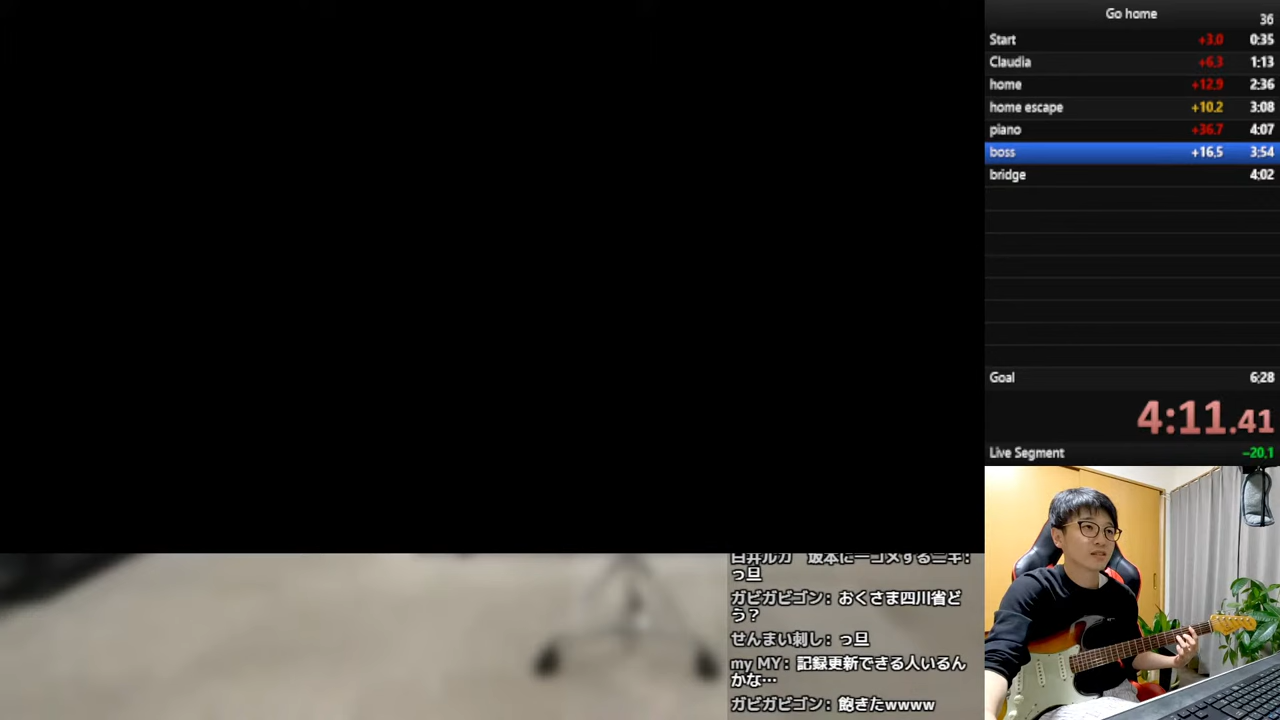 Go home
36
Start +3.0 0:35
Claudia +6.3 1:13
home +12.9 2:36
home escape +10.2 3:08
piano +36.7 4:07
boss +16.5 3:54
bridge 4:02
Goal 6:28
4:11.41
Live Segment −20.1
っ旦
ガビガビゴン: おくさま四川省ど
う?
せんまい刺し: っ旦
my MY: 記録更新できる人いるん
かな…
ガビガビゴン: 飽きたwwww